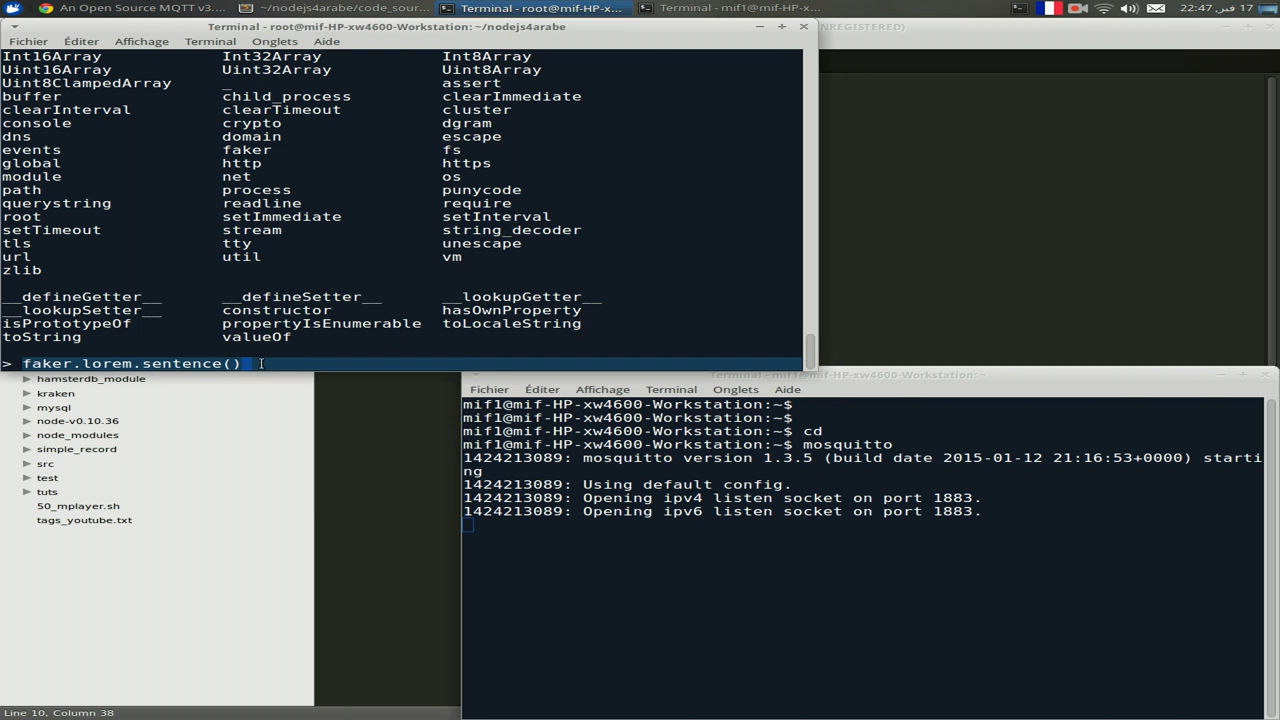 An Open Source MQTT v3....
~/nodejs4arabe/code_sour...
Terminal - root@mif-HP-x...
Terminal - mif1@mif-HP-x...
22:47 ,فبر 17
Terminal - root@mif-HP-xw4600-Workstation: ~/nodejs4arabe
NREGISTERED)
Fichier Éditer Affichage Terminal Onglets Aide
Int16Array Int32Array Int8Array
Uint16Array Uint32Array Uint8Array
Uint8ClampedArray _ assert
buffer child_process clearImmediate
clearInterval clearTimeout cluster
console crypto dgram
dns domain escape
events faker fs
global http https
module net os
path process punycode
querystring readline require
root setImmediate setInterval
setTimeout stream string_decoder
tls tty unescape
url util vm
zlib
__defineGetter__ __defineSetter__ __lookupGetter__
__lookupSetter__ constructor hasOwnProperty
isPrototypeOf propertyIsEnumerable toLocaleString
toString valueOf
> faker.lorem.sentence()
hamsterdb_module
kraken
mysql
node-v0.10.36
node_modules
simple_record
src
test
tuts
50_mplayer.sh
tags_youtube.txt
Terminal - mif1@mif-HP-xw4600-Workstation: ~
Fichier Éditer Affichage Terminal Onglets Aide
mif1@mif-HP-xw4600-Workstation:~$
mif1@mif-HP-xw4600-Workstation:~$
mif1@mif-HP-xw4600-Workstation:~$ cd
mif1@mif-HP-xw4600-Workstation:~$ mosquitto
1424213089: mosquitto version 1.3.5 (build date 2015-01-12 21:16:53+0000) starti
ng
1424213089: Using default config.
1424213089: Opening ipv4 listen socket on port 1883.
1424213089: Opening ipv6 listen socket on port 1883.
Line 10, Column 38